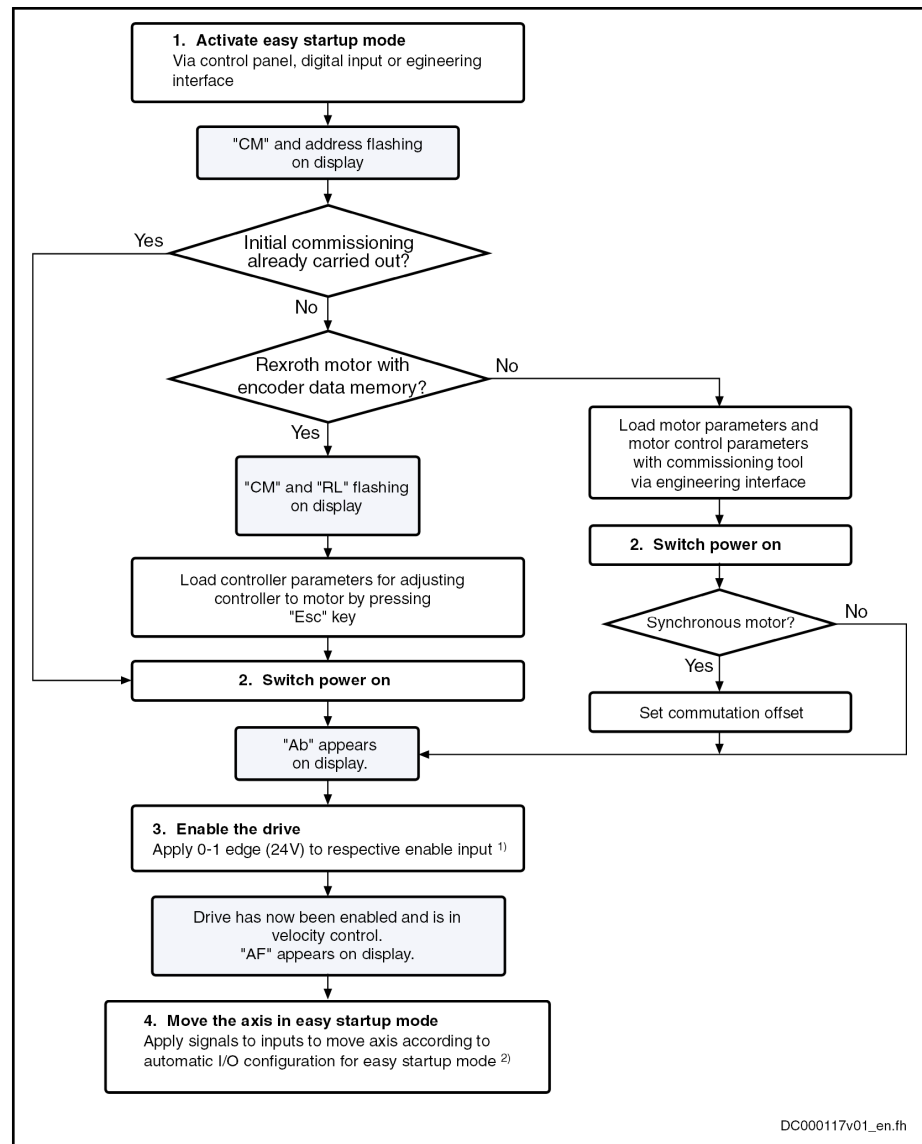 1. Activate easy startup mode
Via control panel, digital input or egineering
interface
"CM" and address flashing
on display
Yes
Initial commissioning
already carried out?
No
Rexroth motor with
encoder data memory?
No
Yes
Load motor parameters and
motor control parameters
with commissioning tool
via engineering interface
"CM" and "RL" flashing
on display
2. Switch power on
Load controller parameters for adjusting
controller to motor by pressing
"Esc" key
Synchronous motor?
No
Yes
2. Switch power on
Set commutation offset
"Ab" appears
on display.
3. Enable the drive
Apply 0-1 edge (24V) to respective enable input 1)
Drive has now been enabled and is in
velocity control.
"AF" appears on display.
4. Move the axis in easy startup mode
Apply signals to inputs to move axis according to
automatic I/O configuration for easy startup mode 2)
DC000117v01_en.fh